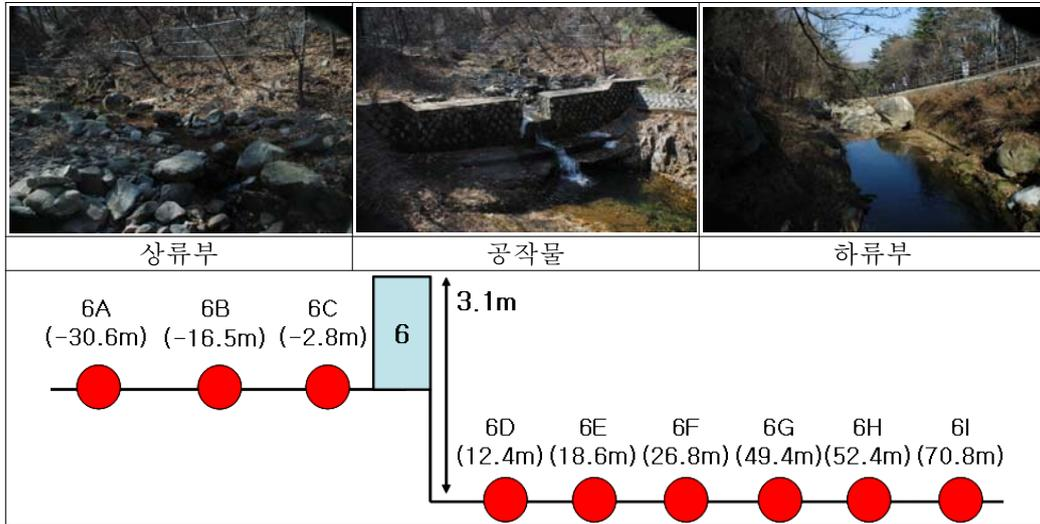 상류부 공작물 하류부
3.1m
6A 6B 6C
(-30.6m) (-16.5m) (-2.8m)
6
6D 6E 6F 6G 6H 6I
(12.4m) (18.6m) (26.8m) (49.4m) (52.4m) (70.8m)